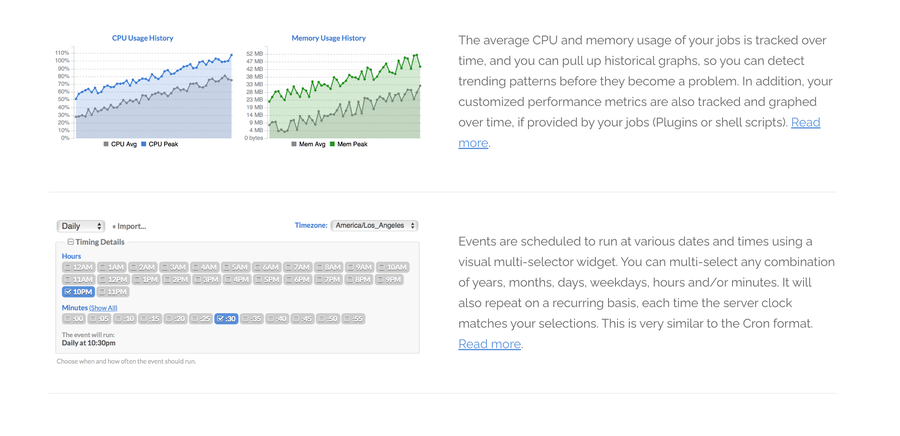 CPU Usage History
110%
100%
90%
80%
70%
60%
50%
40%
30%
20%
10%
0%
CPU Avg CPU Peak
Memory Usage History
52 MB
48 MB
42 MB
38 MB
33 MB
28 MB
23 MB
18 MB
14 MB
9 MB
4 MB
0 bytes
Mem Avg Mem Peak
The average CPU and memory usage of your jobs is tracked over
time, and you can pull up historical graphs, so you can detect
trending patterns before they become a problem. In addition, your
customized performance metrics are also tracked and graphed
over time, if provided by your jobs (Plugins or shell scripts). Read
more.
Daily « Import... Timezone: America/Los_Angeles
Timing Details
Hours
12AM 1AM 2AM 3AM 4AM 5AM 6AM 7AM 8AM 9AM 10AM
11AM 12PM 1PM 2PM 3PM 4PM 5PM 6PM 7PM 8PM 9PM
10PM 11PM
Minutes (Show All)
:00 :05 :10 :15 :20 :25 :30 :35 :40 :45 :50 :55
The event will run:
Daily at 10:30pm
Choose when and how often the event should run.
Events are scheduled to run at various dates and times using a
visual multi-selector widget. You can multi-select any combination
of years, months, days, weekdays, hours and/or minutes. It will
also repeat on a recurring basis, each time the server clock
matches your selections. This is very similar to the Cron format.
Read more.